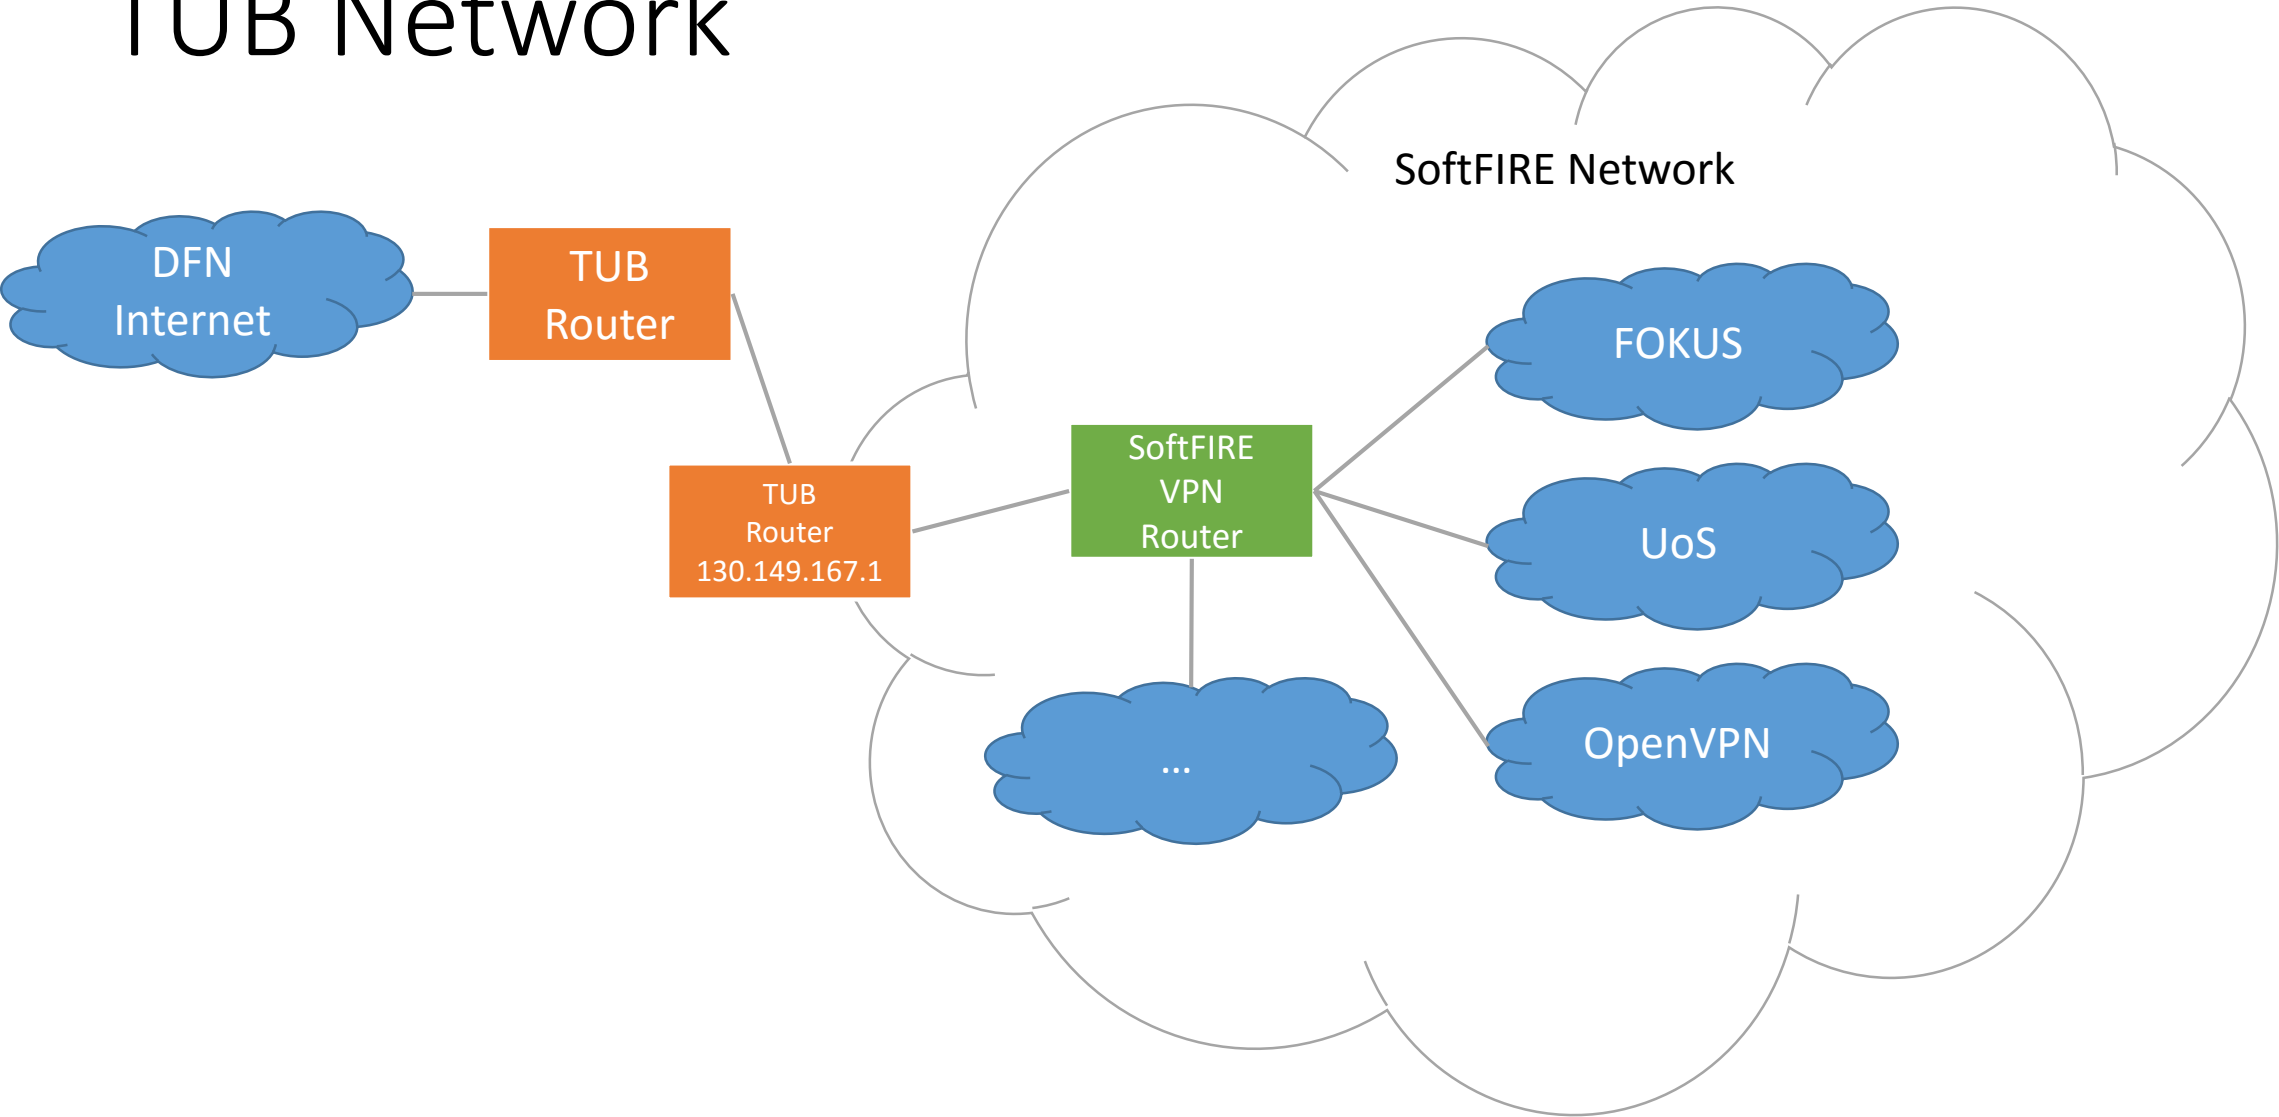 TUB Network
SoftFIRE Network
DFN
Internet
TUB
Router
FOKUS
SoftFIRE
VPN
Router
TUB
Router
130.149.167.1
UoS
OpenVPN
...